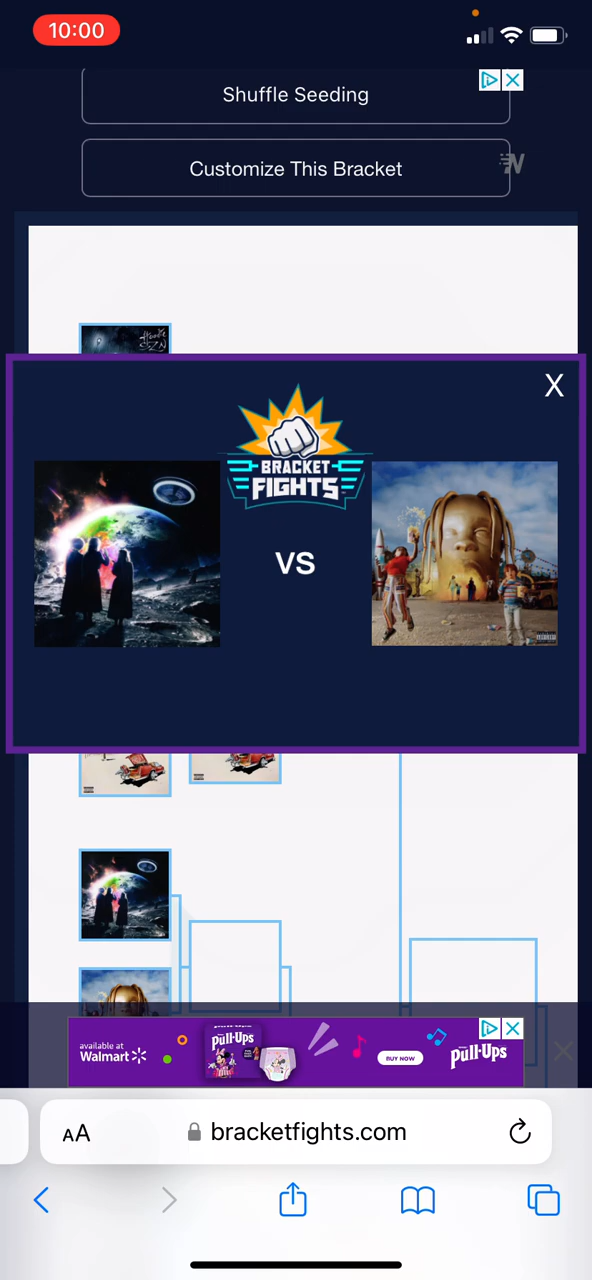 10:00
Shuffle Seeding
Customize This Bracket
X
BRACKET
FIGHTS
VS
available at
Walmart
Pull-Ups
BUY NOW
Pull-Ups
AA
bracketfights.com